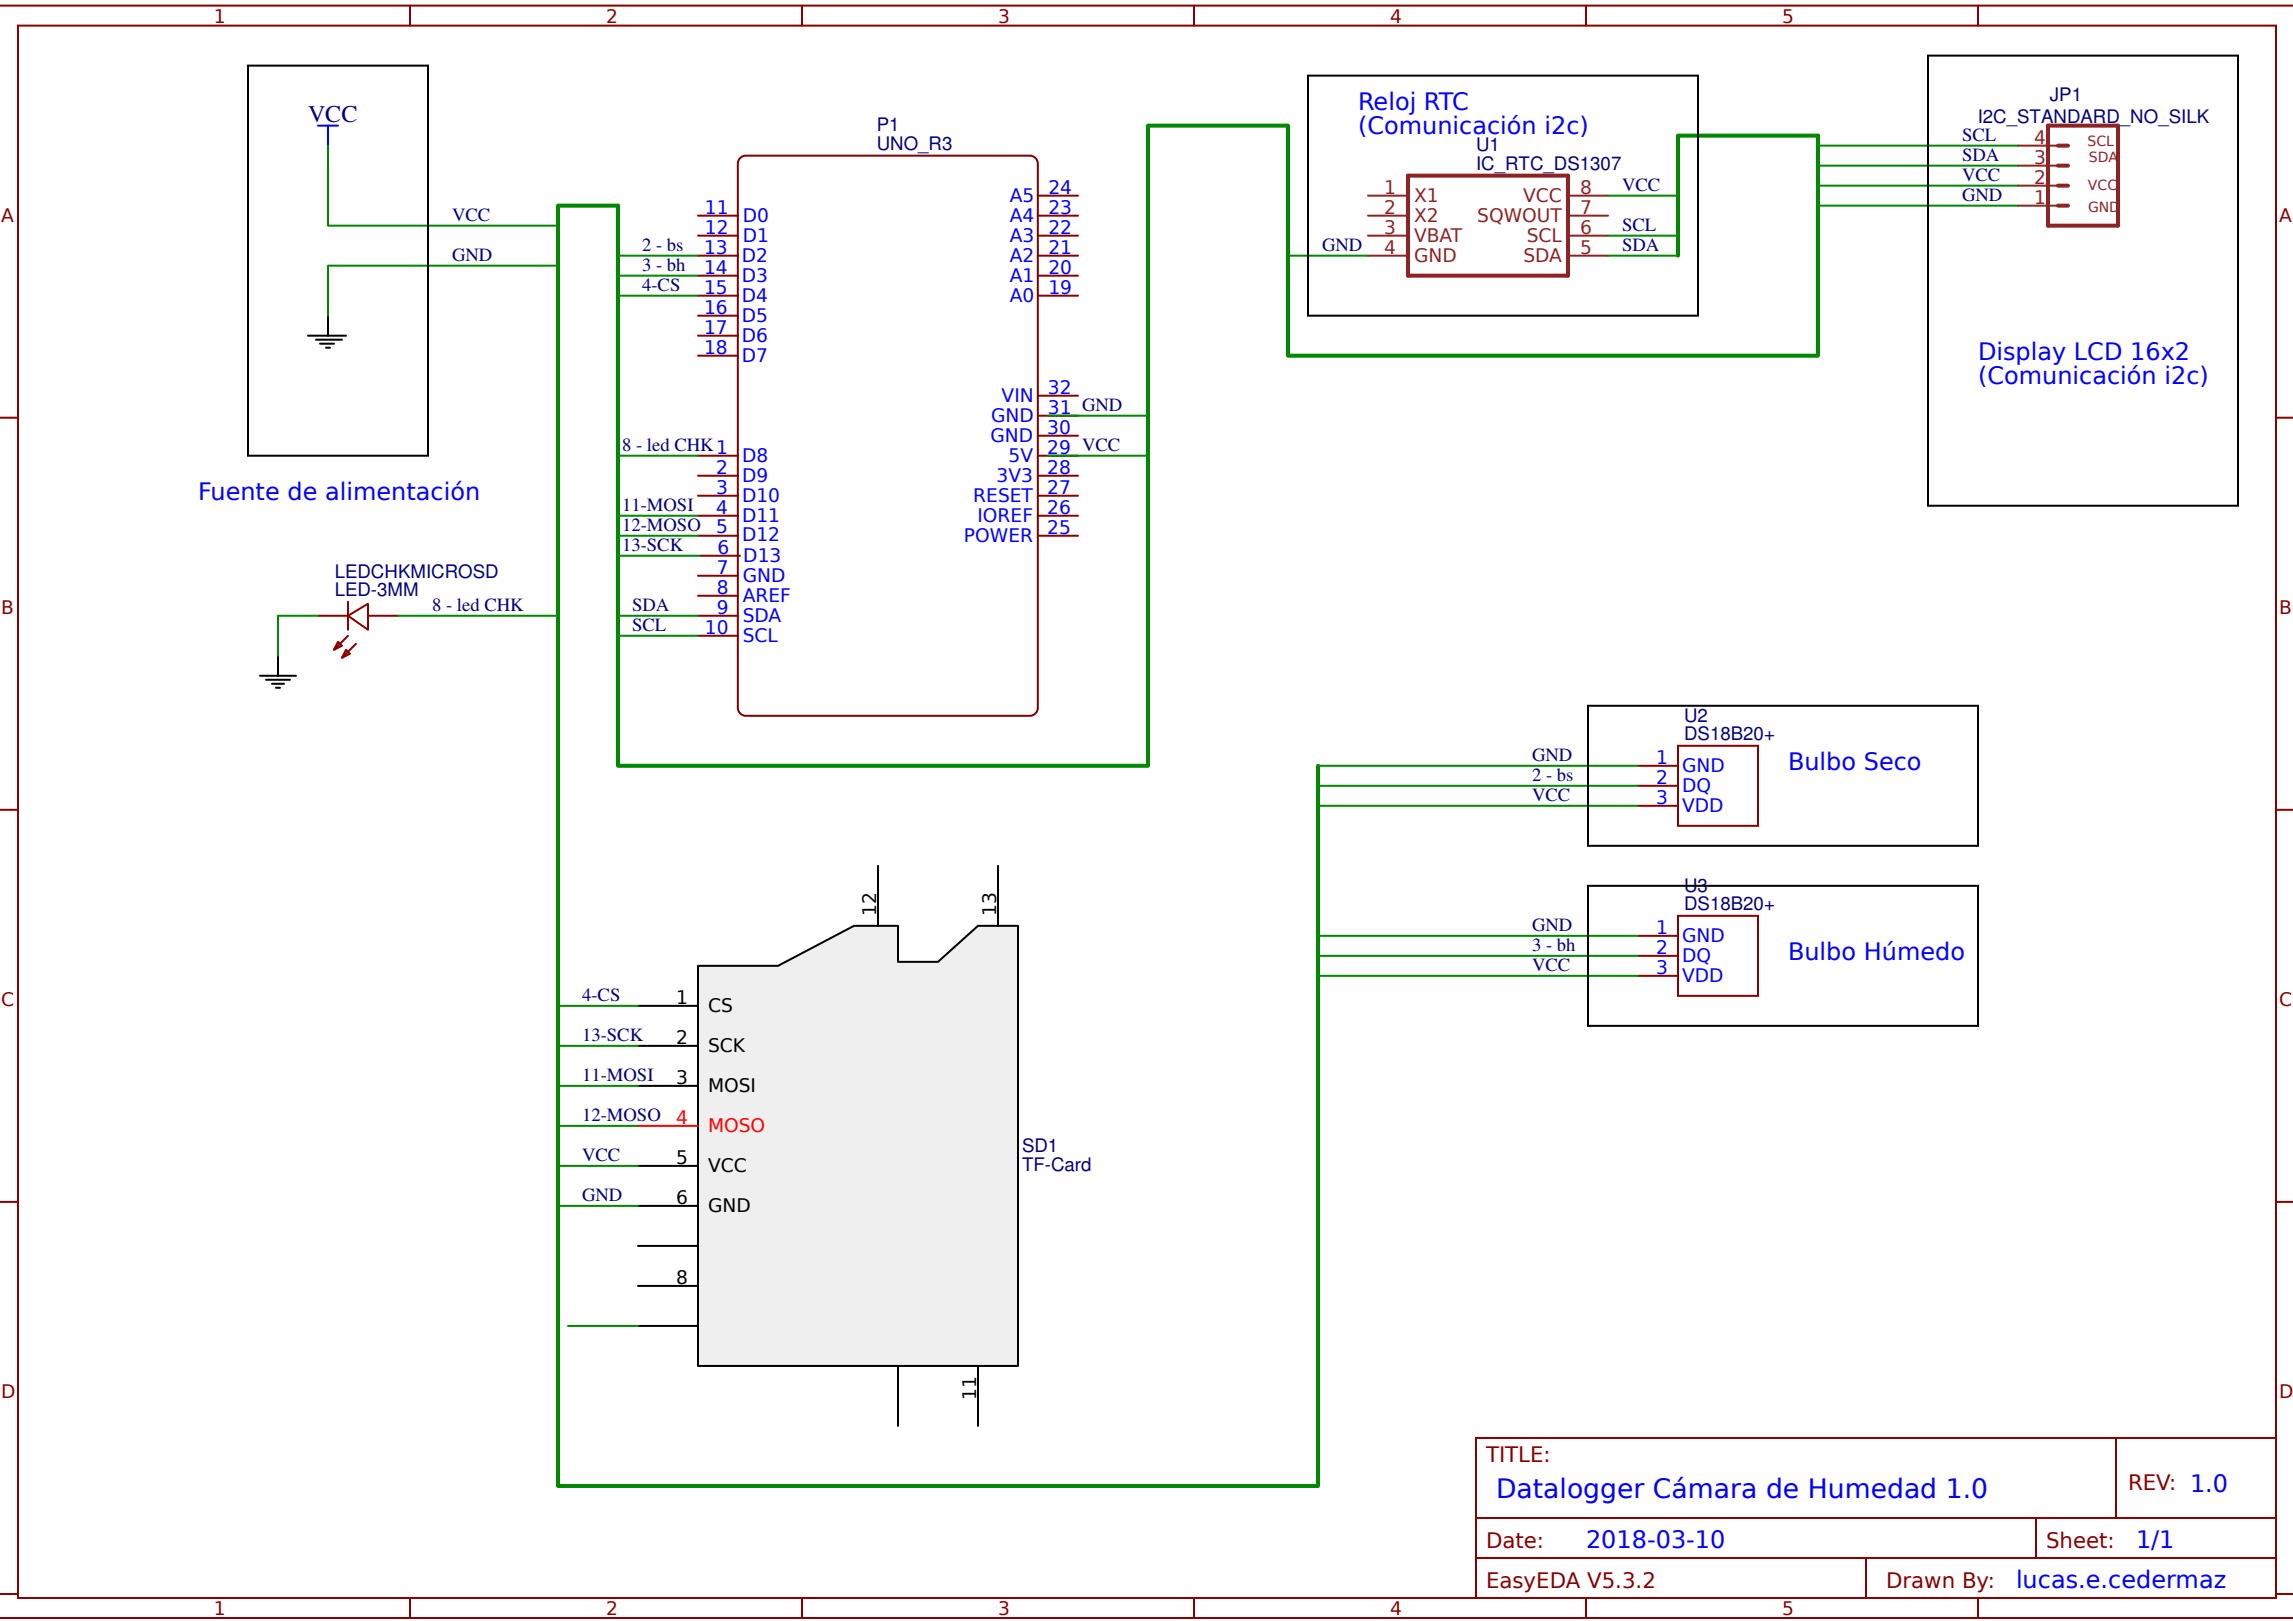 1 2 3 4 5
A
B
C
D
A
B
C
D
VCC
VCC
GND
Fuente de alimentación
LEDCHKMICROSD
LED-3MM
8 - led CHK
P1
UNO_R3
2 - bs
3 - bh
4-CS
11 D0
12 D1
13 D2
14 D3
15 D4
16 D5
17 D6
18 D7
8 - led CHK 1 D8
2 D9
3 D10
11-MOSI 4 D11
12-MOSO 5 D12
13-SCK 6 D13
7 GND
8 AREF
SDA 9 SDA
SCL 10 SCL
A5 24
A4 23
A3 22
A2 21
A1 20
A0 19
VIN 32
GND 31 GND
GND 30
5V 29 VCC
3V3 28
RESET 27
IOREF 26
POWER 25
Reloj RTC
(Comunicación i2c)
U1
IC_RTC_DS1307
1 X1
2 X2
3 VBAT
GND 4 GND
VCC 8 VCC
SQWOUT 7
SCL 6 SCL
SDA 5 SDA
JP1
I2C_STANDARD_NO_SILK
SCL 4 SCL
SDA 3 SDA
VCC 2 VCC
GND 1 GND
Display LCD 16x2
(Comunicación i2c)
U2
DS18B20+
GND 1 GND
2 - bs 2 DQ
VCC 3 VDD
Bulbo Seco
U3
DS18B20+
GND 1 GND
3 - bh 2 DQ
VCC 3 VDD
Bulbo Húmedo
12
13
4-CS 1 CS
13-SCK 2 SCK
11-MOSI 3 MOSI
12-MOSO 4 MOSO
VCC 5 VCC
GND 6 GND
8
11
SD1
TF-Card
TITLE:
Datalogger Cámara de Humedad 1.0
REV: 1.0
Date: 2018-03-10
Sheet: 1/1
EasyEDA V5.3.2
Drawn By: lucas.e.cedermaz
1 2 3 4 5